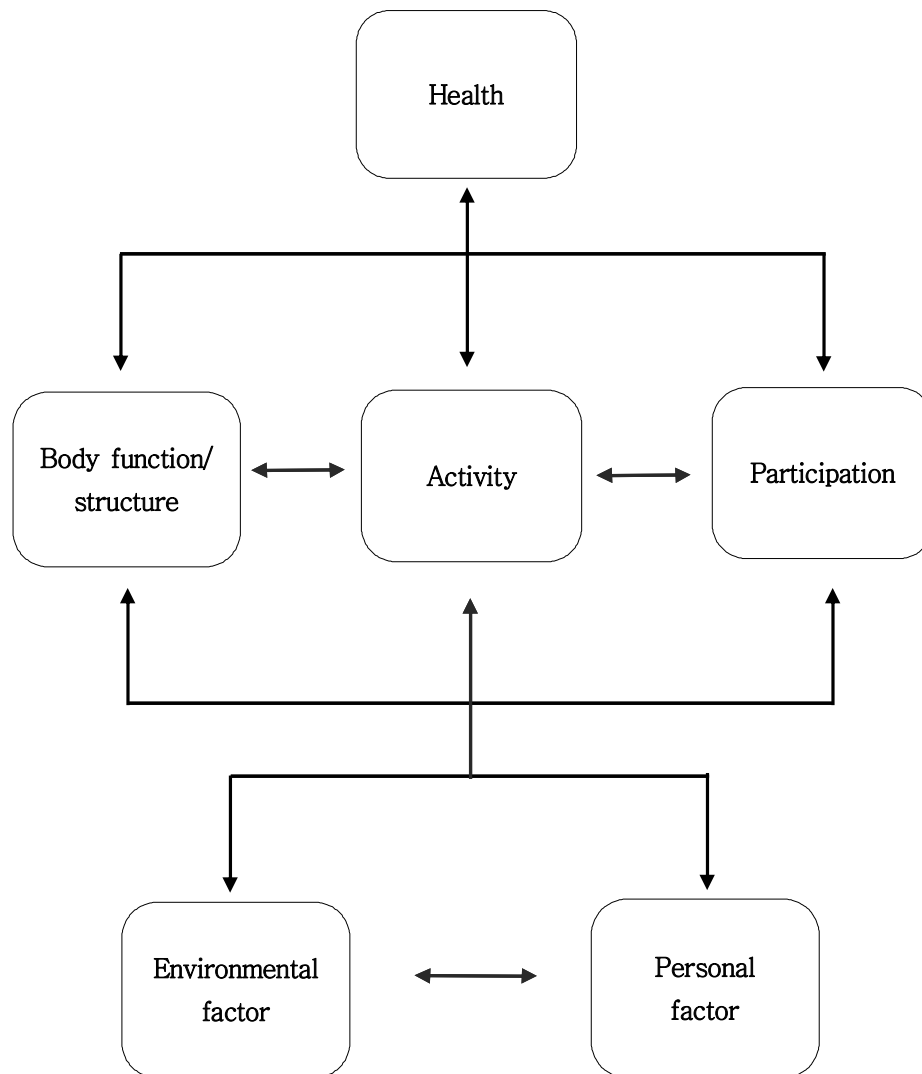 Health
Body function/
structure
Activity
Participation
Environmental
factor
Personal
factor